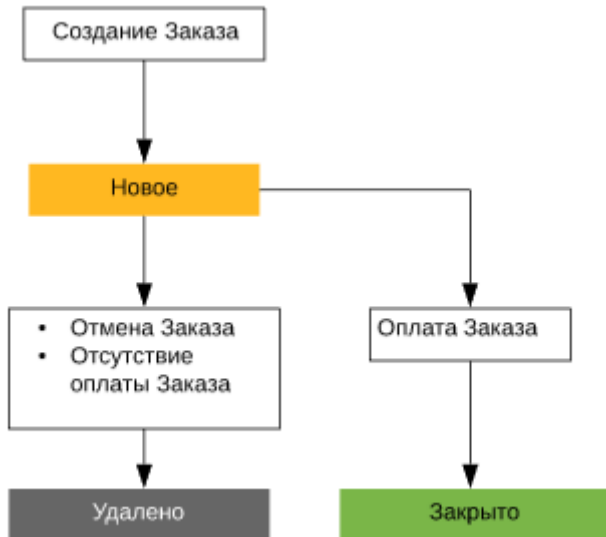 Создание Заказа
Новое
• Отмена Заказа
• Отсутствие
оплаты Заказа
Оплата Заказа
Удалено
Закрыто